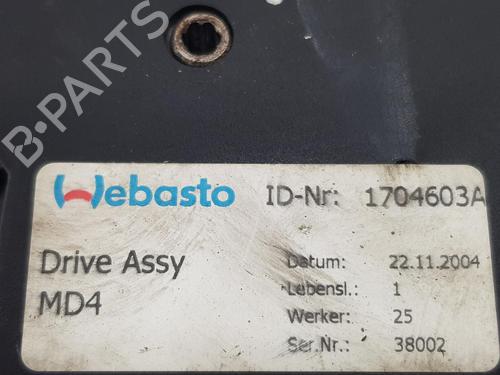 B-PARTS
Webasto ID-Nr: 1704603A
Drive Assy
MD4
Datum: 22.11.2004
Lebensl.: 1
Werker: 25
Ser.Nr.: 38002